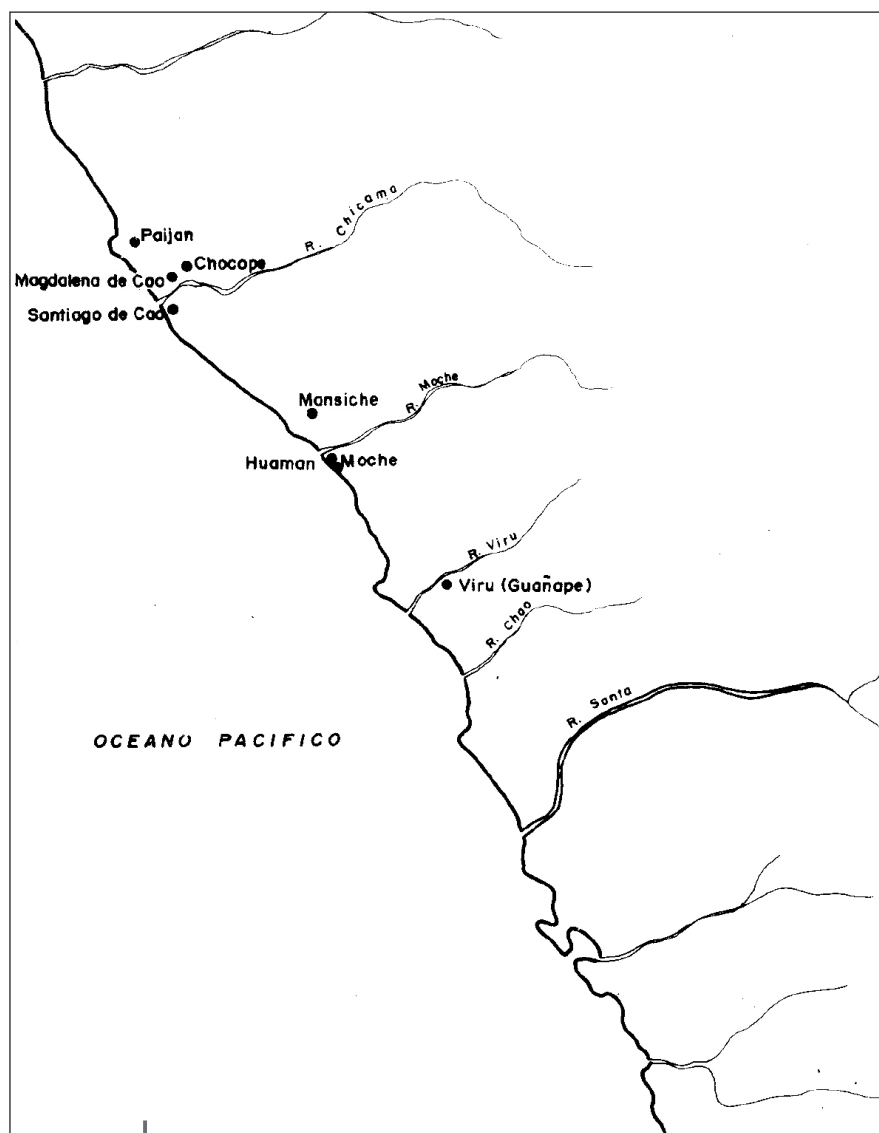 R. Chicama
Paijan
Chocope
Magdalena de Cao
Santiago de Cao
R. Moche
Mansiche
Huaman
Moche
R. Viru
Viru (Guañape)
R. Chao
R. Santa
OCEANO PACIFICO